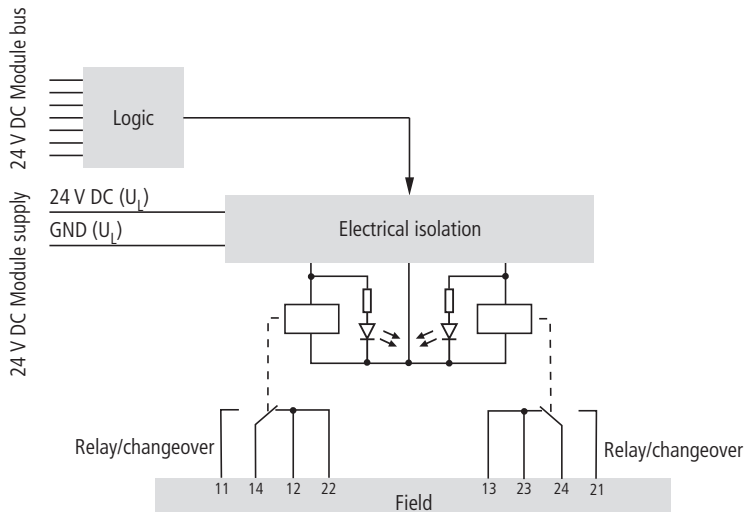 24 V DC Module bus
Logic
24 V DC Module supply
24 V DC (U_L)
GND (U_L)
Electrical isolation
Relay/changeover
Relay/changeover
11 14 12 22 13 23 24 21
Field